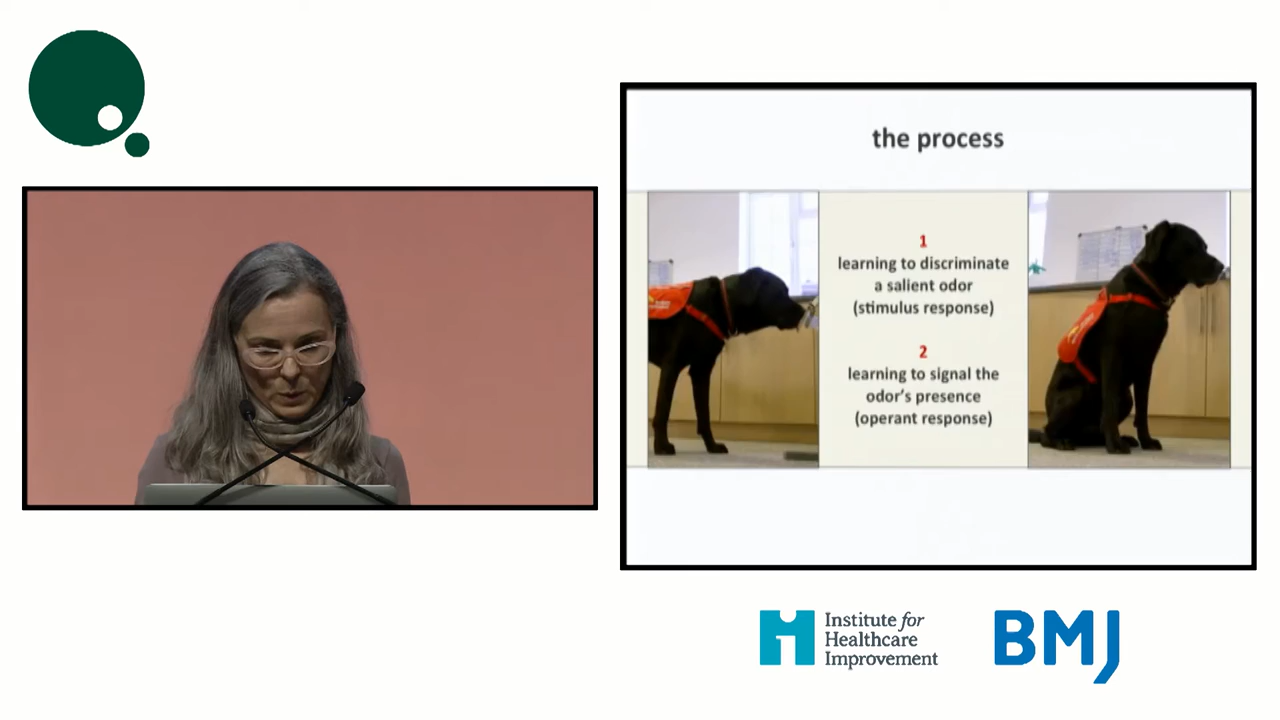 the process
1
learning to discriminate
a salient odor
(stimulus response)
2
learning to signal the
odor's presence
(operant response)
Institute for
Healthcare
Improvement
BMJ